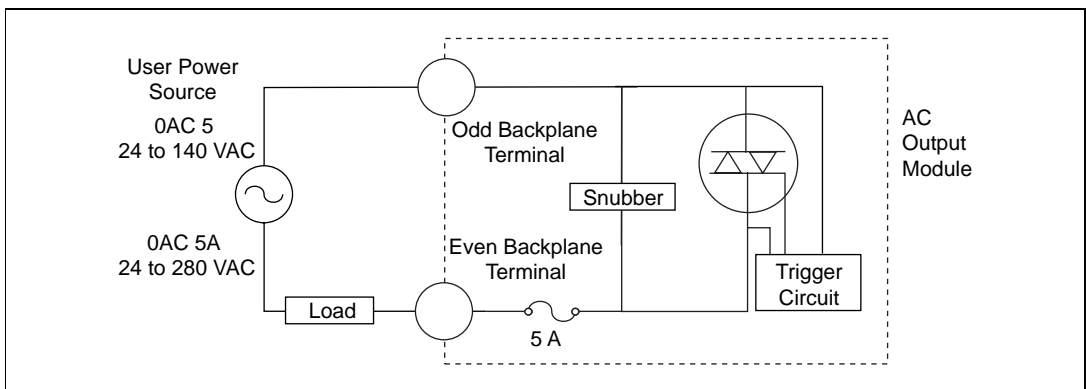 User Power
Source
0AC 5
24 to 140 VAC
0AC 5A
24 to 280 VAC
Load
Odd Backplane
Terminal
Even Backplane
Terminal
5 A
Snubber
Trigger
Circuit
AC
Output
Module